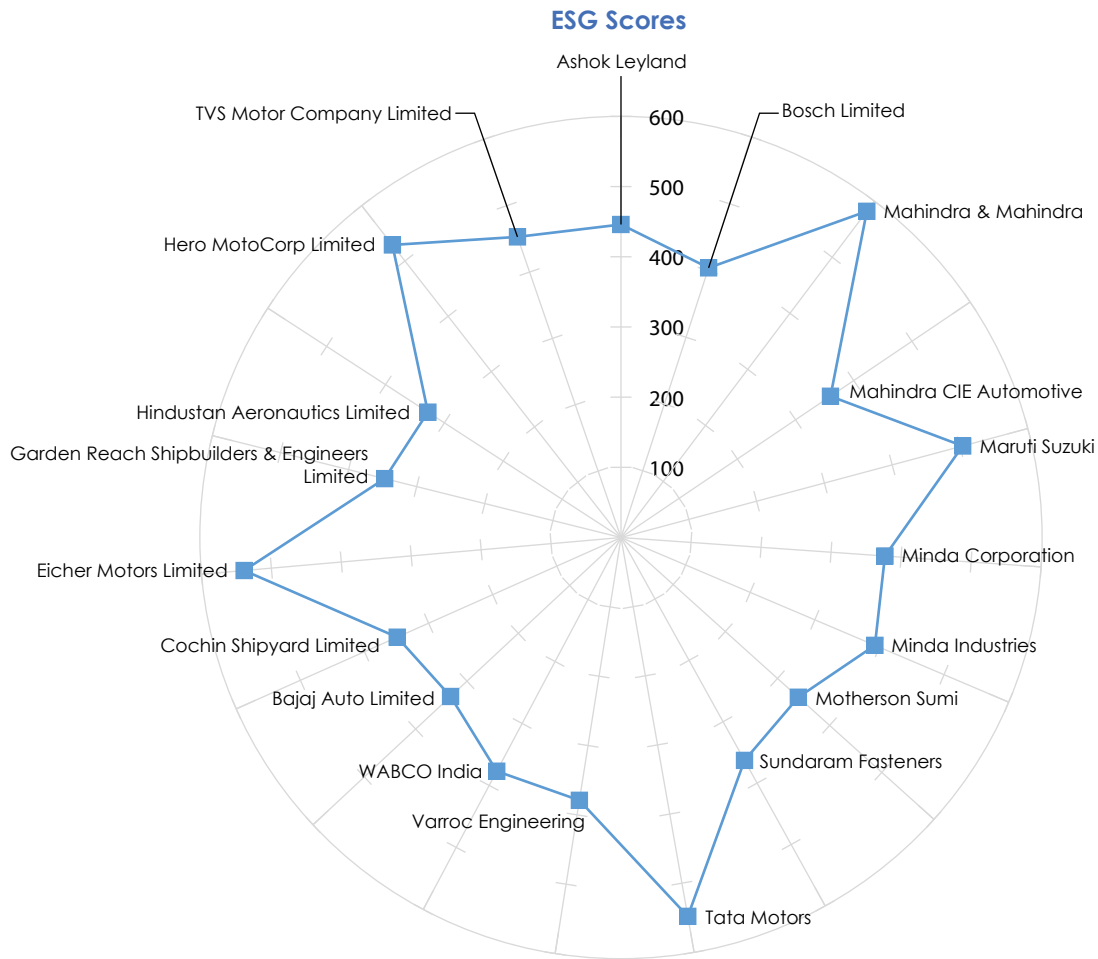 ESG Scores
Ashok Leyland
TVS Motor Company Limited
Bosch Limited
600
500
400
300
200
100
Mahindra & Mahindra
Hero MotoCorp Limited
Mahindra CIE Automotive
Hindustan Aeronautics Limited
Maruti Suzuki
Garden Reach Shipbuilders & Engineers
Limited
Minda Corporation
Eicher Motors Limited
Cochin Shipyard Limited
Minda Industries
Bajaj Auto Limited
Motherson Sumi
WABCO India
Sundaram Fasteners
Varroc Engineering
Tata Motors